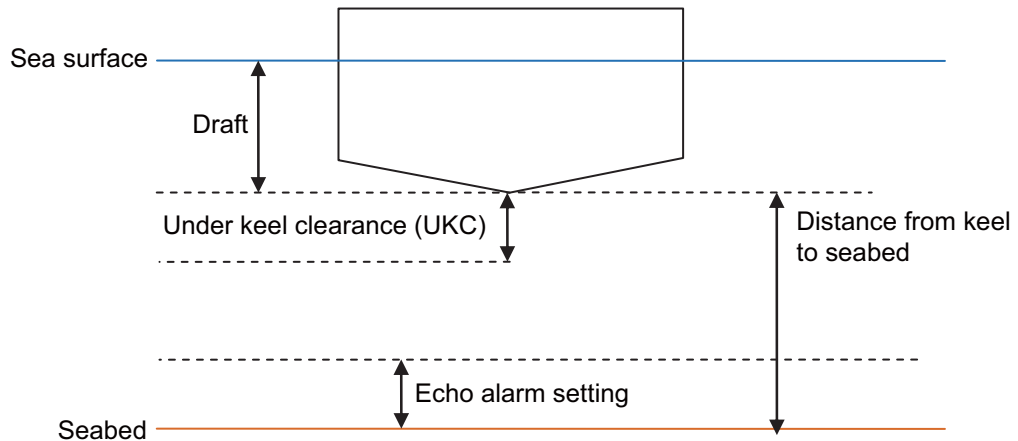 Sea surface
Draft
Under keel clearance (UKC)
Distance from keel
to seabed
Echo alarm setting
Seabed